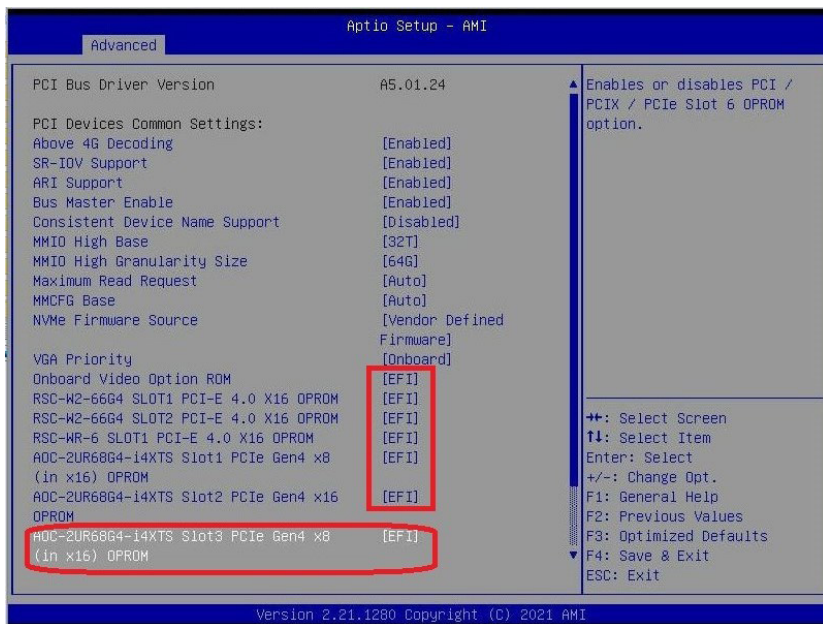 Aptio Setup - AMI
Advanced
PCI Bus Driver Version A5.01.24
PCI Devices Common Settings:
Above 4G Decoding [Enabled]
SR-IOV Support [Enabled]
ARI Support [Enabled]
Bus Master Enable [Enabled]
Consistent Device Name Support [Disabled]
MMIO High Base [32T]
MMIO High Granularity Size [64G]
Maximum Read Request [Auto]
MMCFG Base [Auto]
NVMe Firmware Source [Vendor Defined
Firmware]
VGA Priority [Onboard]
Onboard Video Option ROM [EFI]
RSC-W2-66G4 SLOT1 PCI-E 4.0 X16 OPROM [EFI]
RSC-W2-66G4 SLOT2 PCI-E 4.0 X16 OPROM [EFI]
RSC-WR-6 SLOT1 PCI-E 4.0 X16 OPROM [EFI]
AOC-2UR68G4-i4XTS Slot1 PCIe Gen4 x8 [EFI]
(in x16) OPROM
AOC-2UR68G4-i4XTS Slot2 PCIe Gen4 x16 [EFI]
OPROM
AOC-2UR68G4-i4XTS Slot3 PCIe Gen4 x8 [EFI]
(in x16) OPROM
Enables or disables PCI /
PCIX / PCIe Slot 6 OPROM
option.
→←: Select Screen
↑↓: Select Item
Enter: Select
+/-: Change Opt.
F1: General Help
F2: Previous Values
F3: Optimized Defaults
F4: Save & Exit
ESC: Exit
Version 2.21.1280 Copyright (C) 2021 AMI